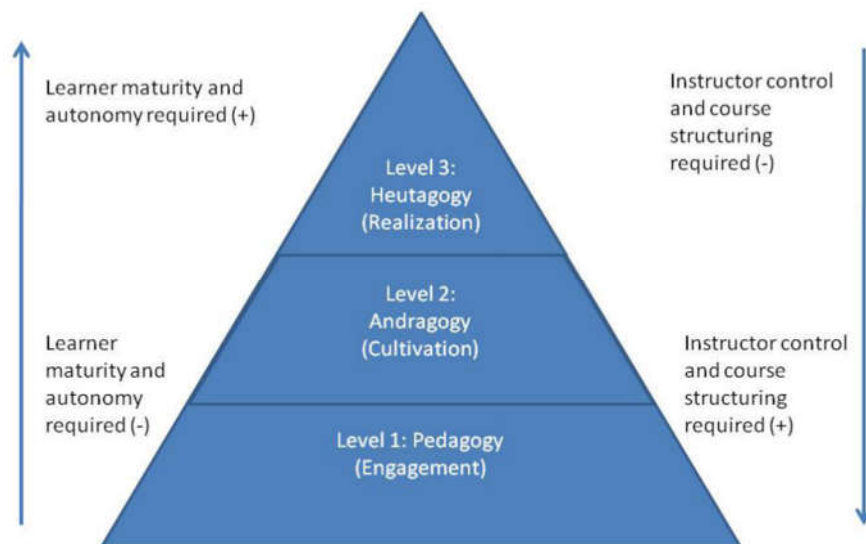 Learner maturity and
autonomy required (+)
Instructor control
and course
structuring
required (-)
Level 3:
Heutagogy
(Realization)
Level 2:
Andragogy
(Cultivation)
Learner
maturity and
autonomy
required (-)
Instructor control
and course
structuring
required (+)
Level 1: Pedagogy
(Engagement)